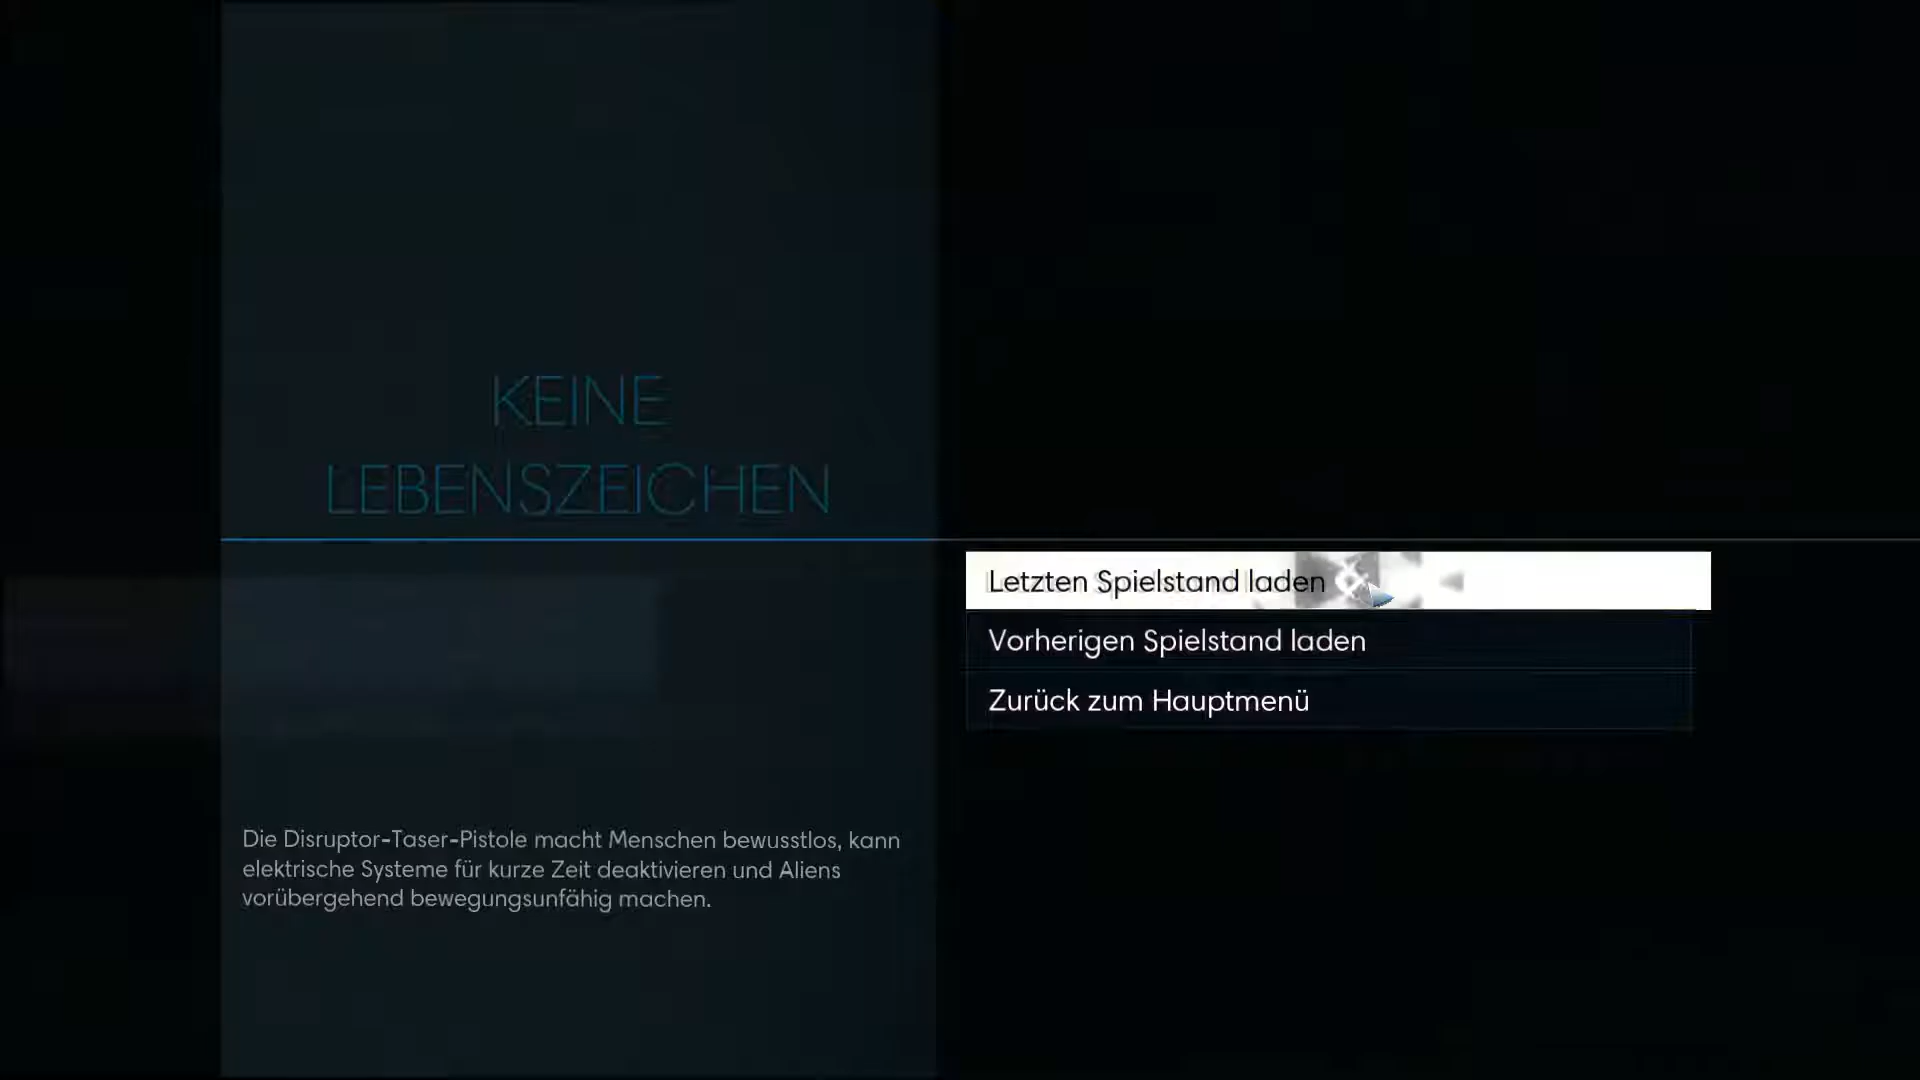 KEINE
LEBENSZEICHEN
Letzten Spielstand laden
Vorherigen Spielstand laden
Zurück zum Hauptmenü
Die Disruptor-Taser-Pistole macht Menschen bewusstlos, kann
elektrische Systeme für kurze Zeit deaktivieren und Aliens
vorübergehend bewegungsunfähig machen.